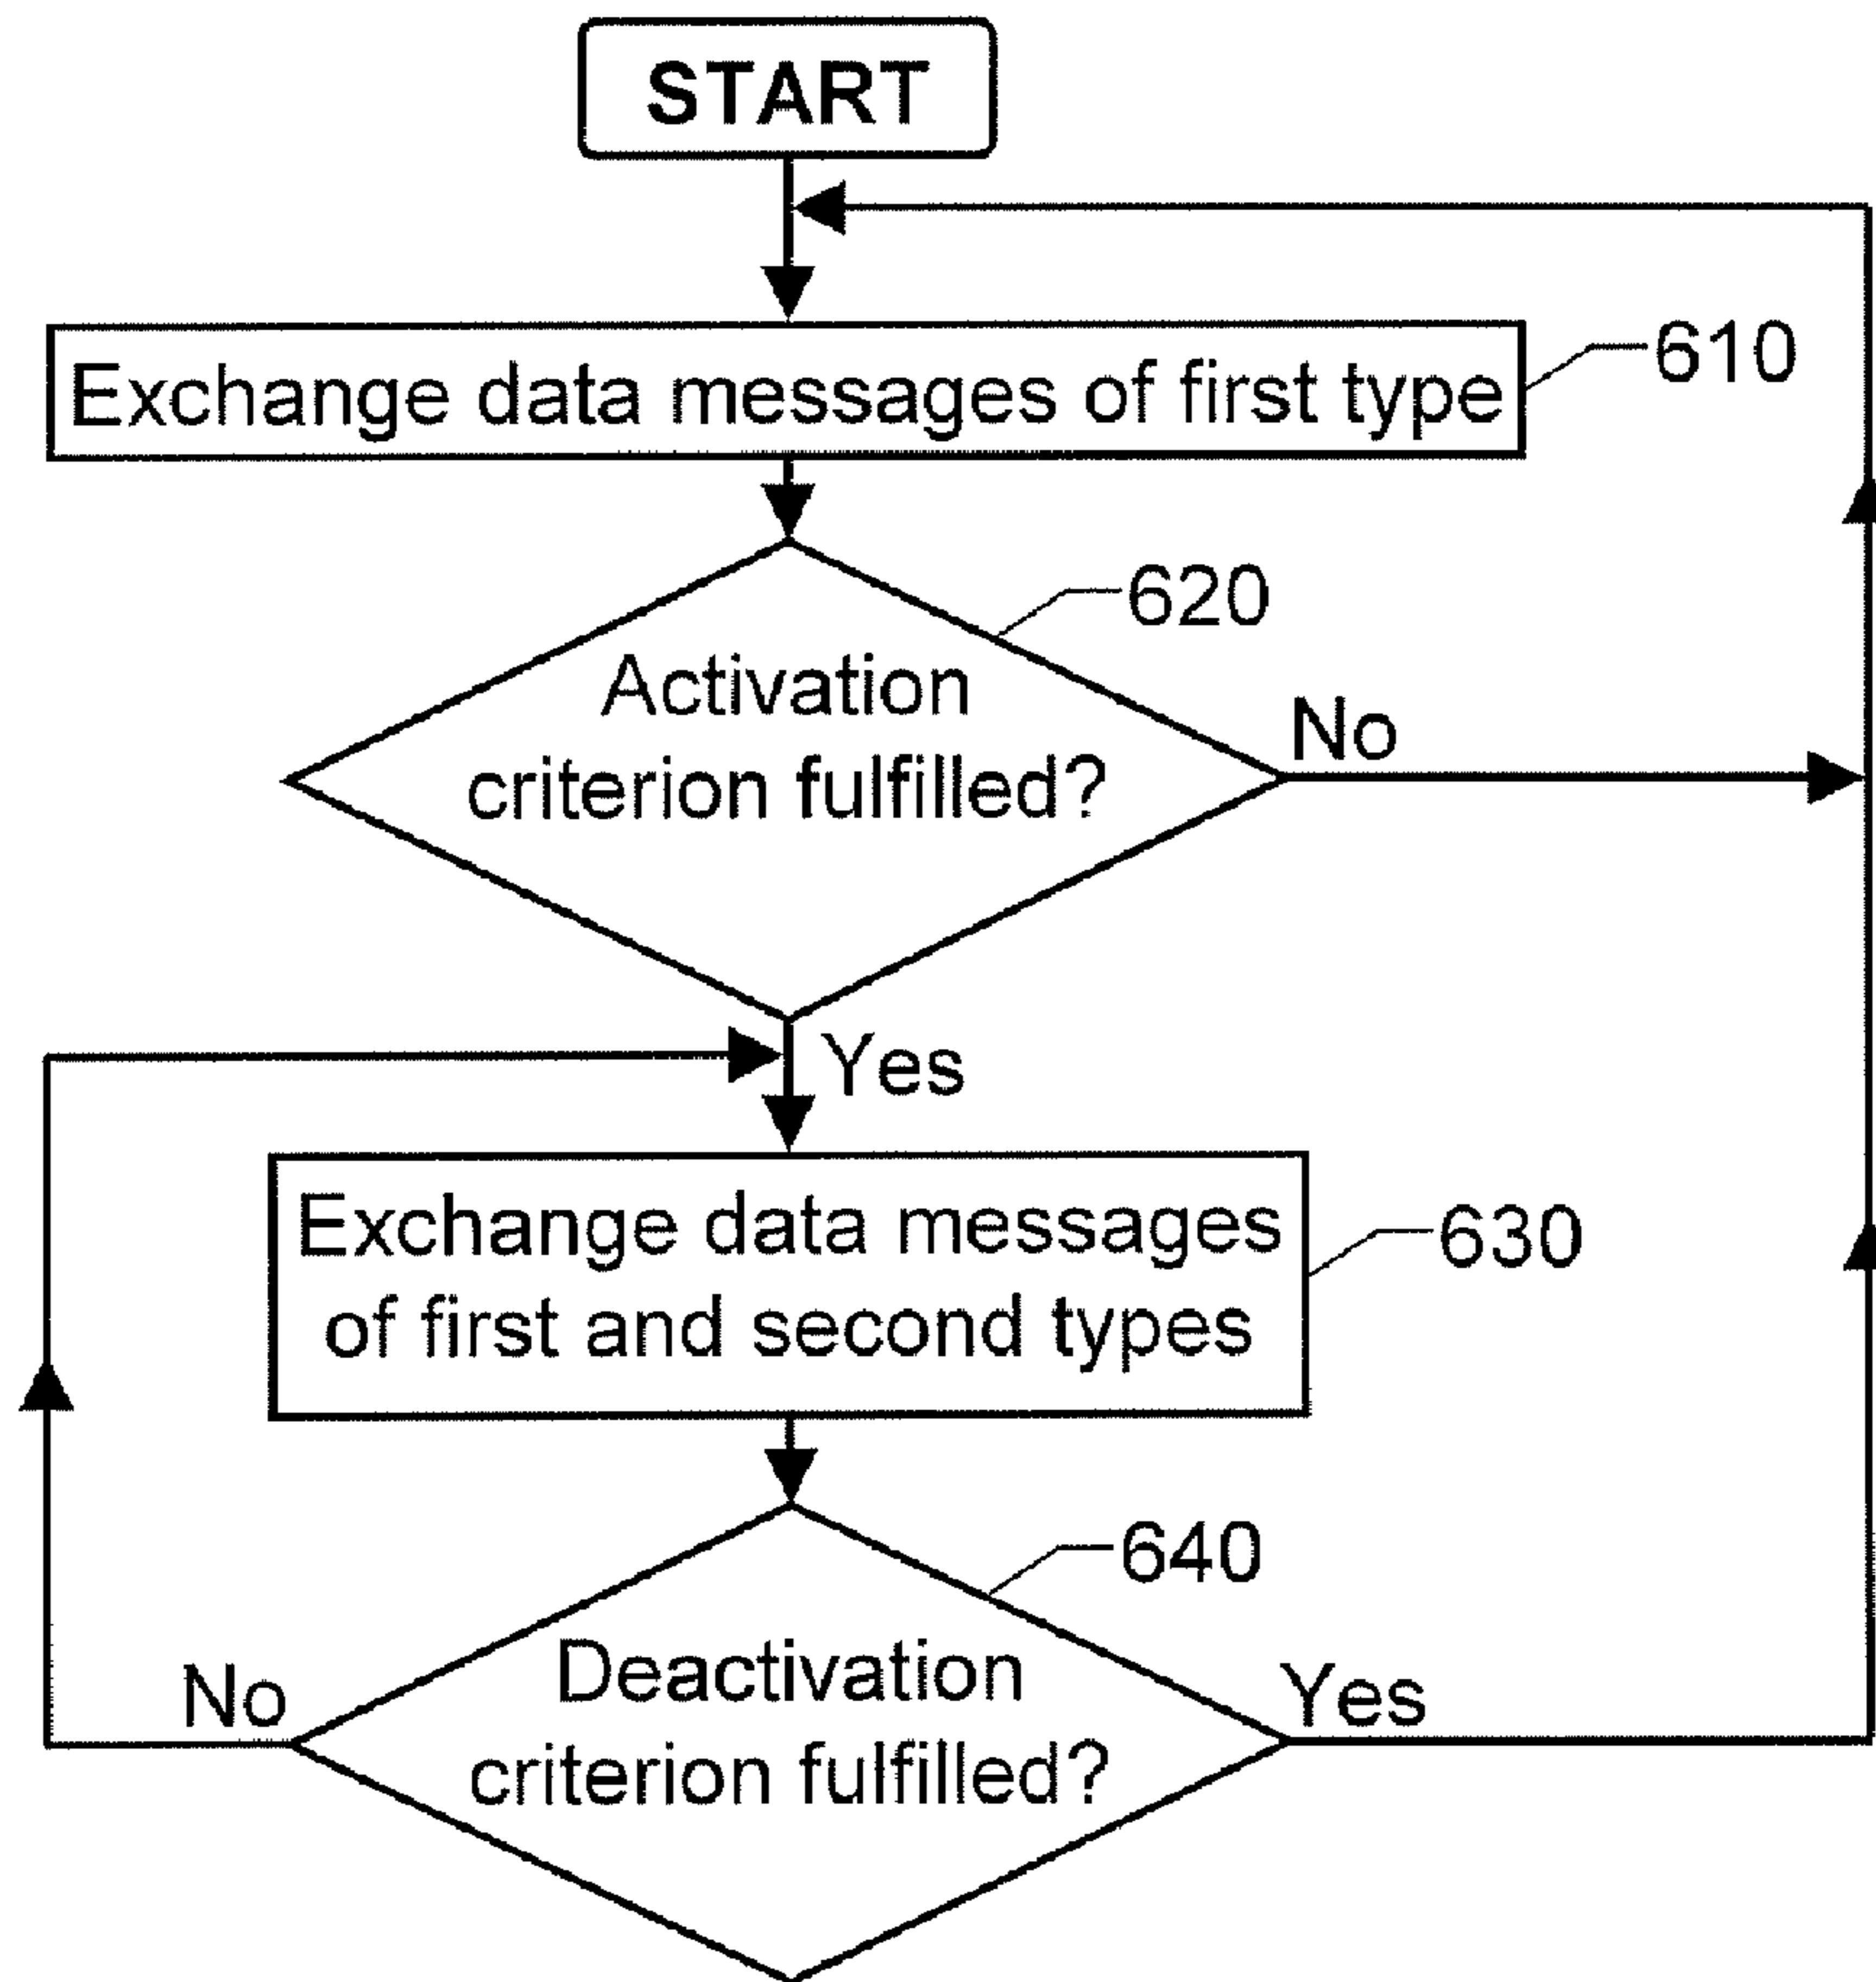 START
Exchange data messages of first type
610
620
Activation
criterion fulfilled?
No
Yes
Exchange data messages
of first and second types
630
640
Deactivation
criterion fulfilled?
No
Yes